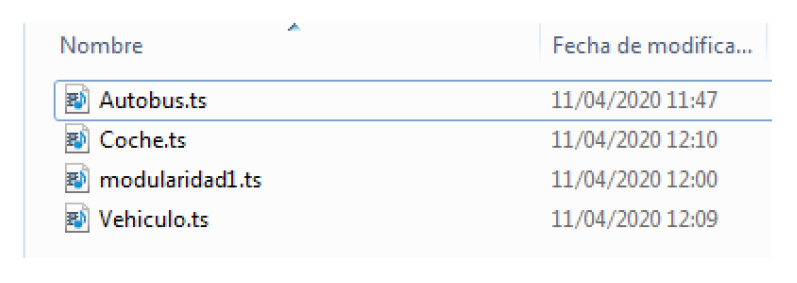 Nombre Fecha de modifica...
Autobus.ts 11/04/2020 11:47
Coche.ts 11/04/2020 12:10
modularidad1.ts 11/04/2020 12:00
Vehiculo.ts 11/04/2020 12:09